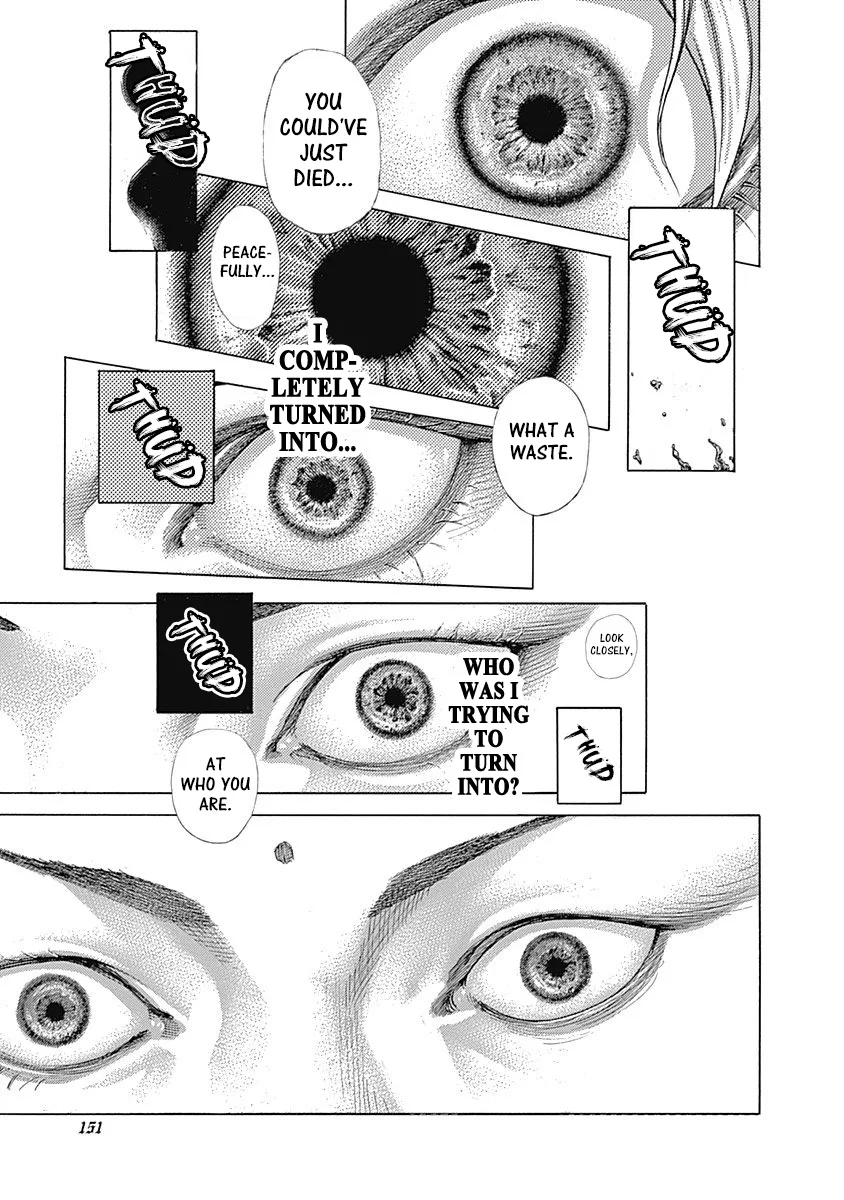 YOU
COULD'VE
JUST
DIED...
THUD
THUD
PEACE-
FULLY...
I
COMP-
LETELY
TURNED
INTO...
WHAT A
WASTE.
THUD
LOOK
CLOSELY,
WHO
WAS I
TRYING
TO
TURN
INTO?
THUD
THUD
AT
WHO YOU
ARE.
151